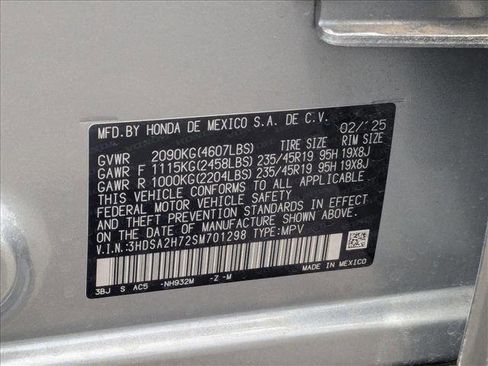 MFD.BY HONDA DE MEXICO S.A. DE C.V.
02/'25
GVWR 2090KG(4607LBS) TIRE SIZE RIM SIZE
GAWR F 1115KG(2458LBS) 235/45R19 95H 19X8J
GAWR R 1000KG(2204LBS) 235/45R19 95H 19X8J
THIS VEHICLE CONFORMS TO ALL APPLICABLE
FEDERAL MOTOR VEHICLE SAFETY AND
THEFT PREVENTION STANDARDS IN EFFECT
ON THE DATE OF MANUFACTURE SHOWN ABOVE.
V.I.N.:3HDSA2H72SM701298 TYPE:MPV
3BJ S AC5 -NH932M -Z -M MADE IN MEXICO